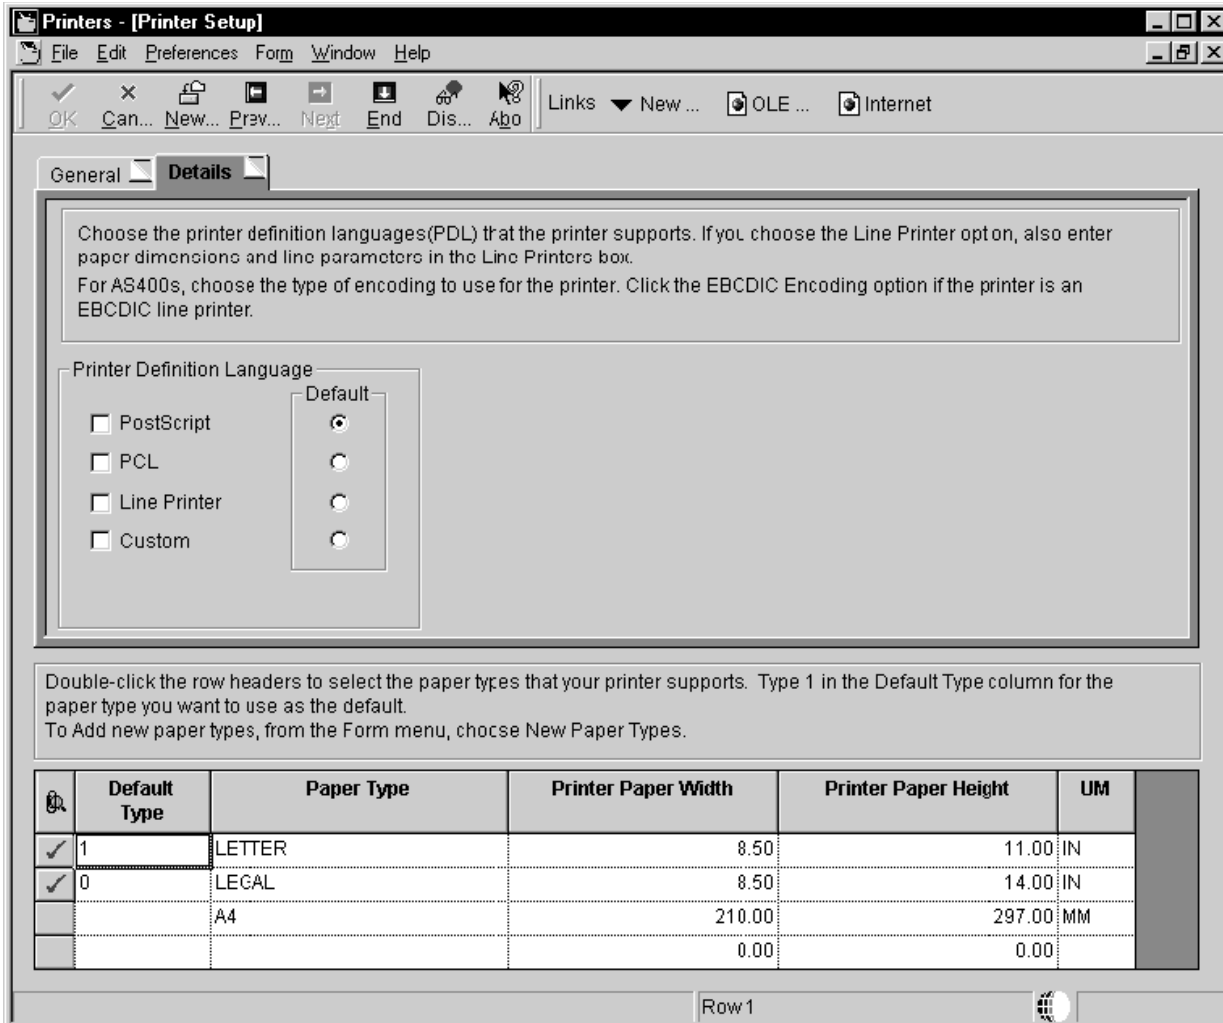 Printers - [Printer Setup]
File Edit Preferences Form Window Help
OK Can... New... Prev... Next End Dis... Abo Links New ... OLE ... Internet
General Details
Choose the printer definition languages(PDL) that the printer supports. If you choose the Line Printer option, also enter
paper dimensions and line parameters in the Line Printers box.
For AS400s, choose the type of encoding to use for the printer. Click the EBCDIC Encoding option if the printer is an
EBCDIC line printer.
Printer Definition Language
Default
PostScript
PCL
Line Printer
Custom
Double-click the row headers to select the paper types that your printer supports. Type 1 in the Default Type column for the
paper type you want to use as the default.
To Add new paper types, from the Form menu, choose New Paper Types.
Default Type Paper Type Printer Paper Width Printer Paper Height UM
1 LETTER 8.50 11.00 IN
0 LEGAL 8.50 14.00 IN
A4 210.00 297.00 MM
0.00 0.00
Row1